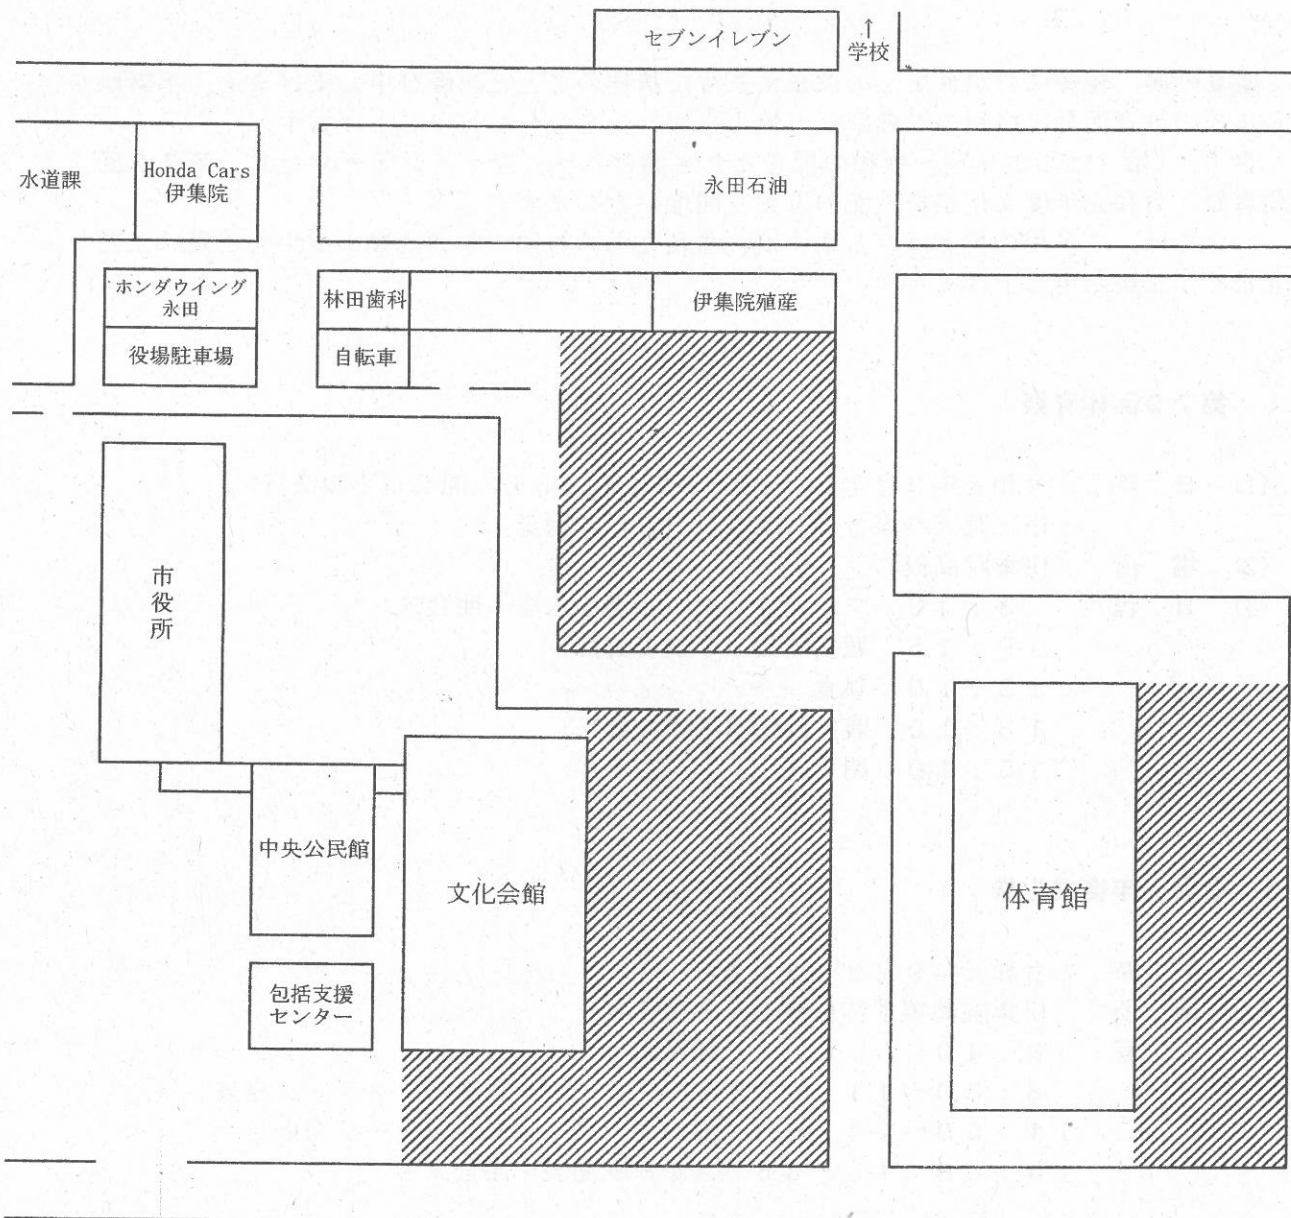 セブンイレブン
↑
学校
水道課
Honda Cars
伊集院
永田石油
ホンダウイング
永田
役場駐車場
林田歯科
自転車
伊集院殖産
市役所
中央公民館
文化会館
包括支援
センター
体育館